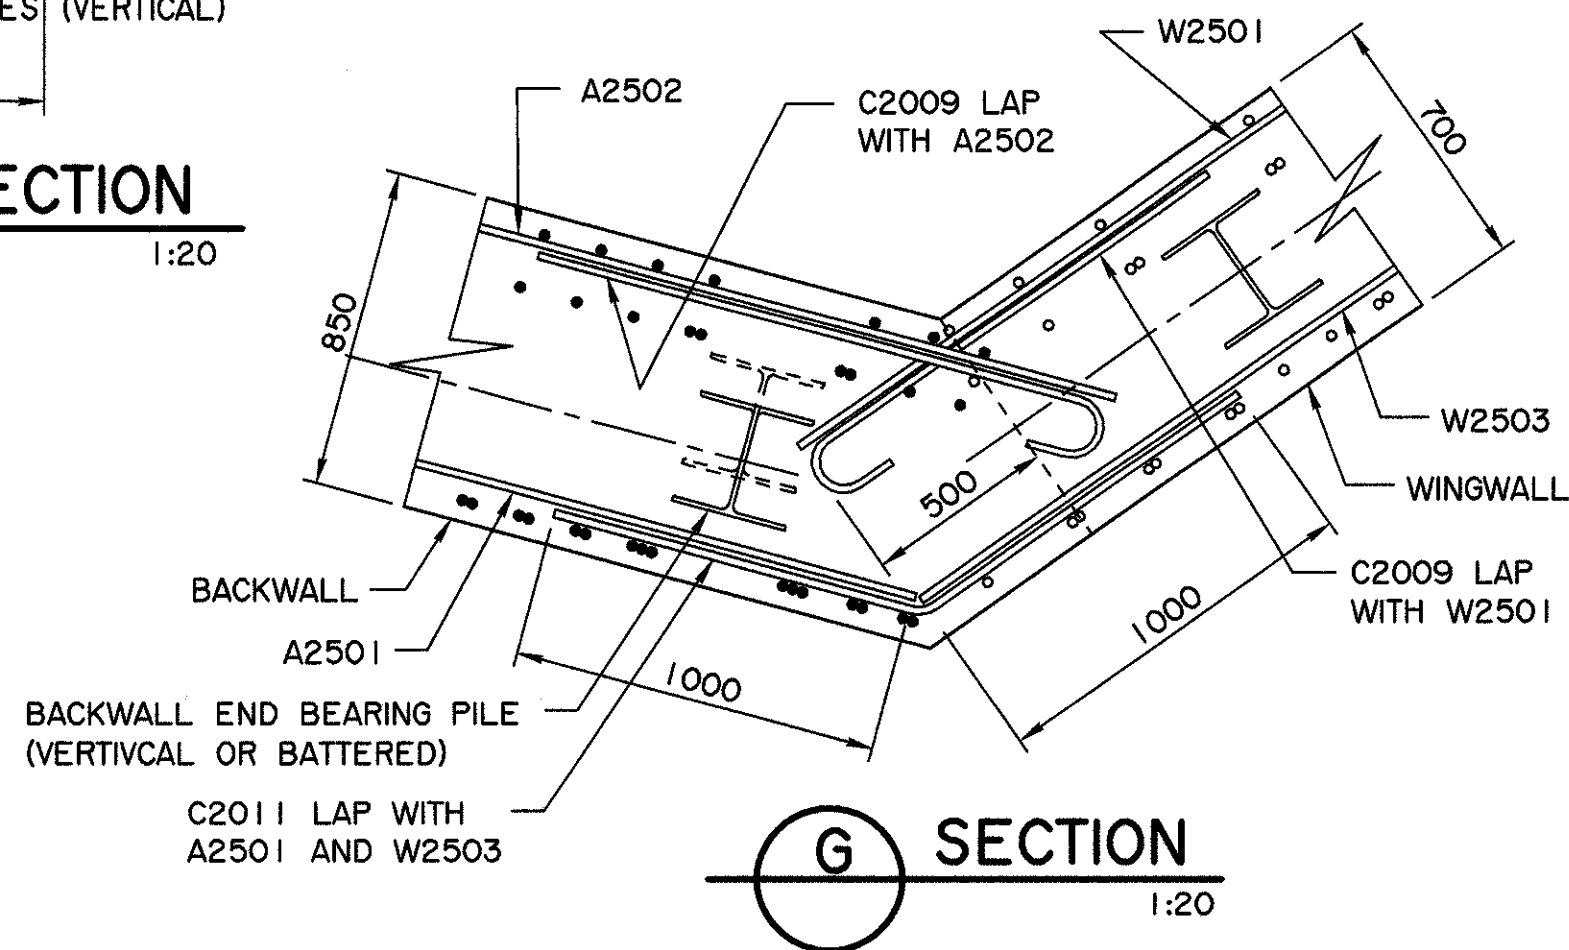 ES (VERTICAL)
ECTION
1:20
A2502
C2009 LAP
WITH A2502
W2501
700
850
500
W2503
WINGWALL
C2009 LAP
WITH W2501
1000
1000
BACKWALL
A2501
BACKWALL END BEARING PILE
(VERTIVCAL OR BATTERED)
C2011 LAP WITH
A2501 AND W2503
G SECTION
1:20